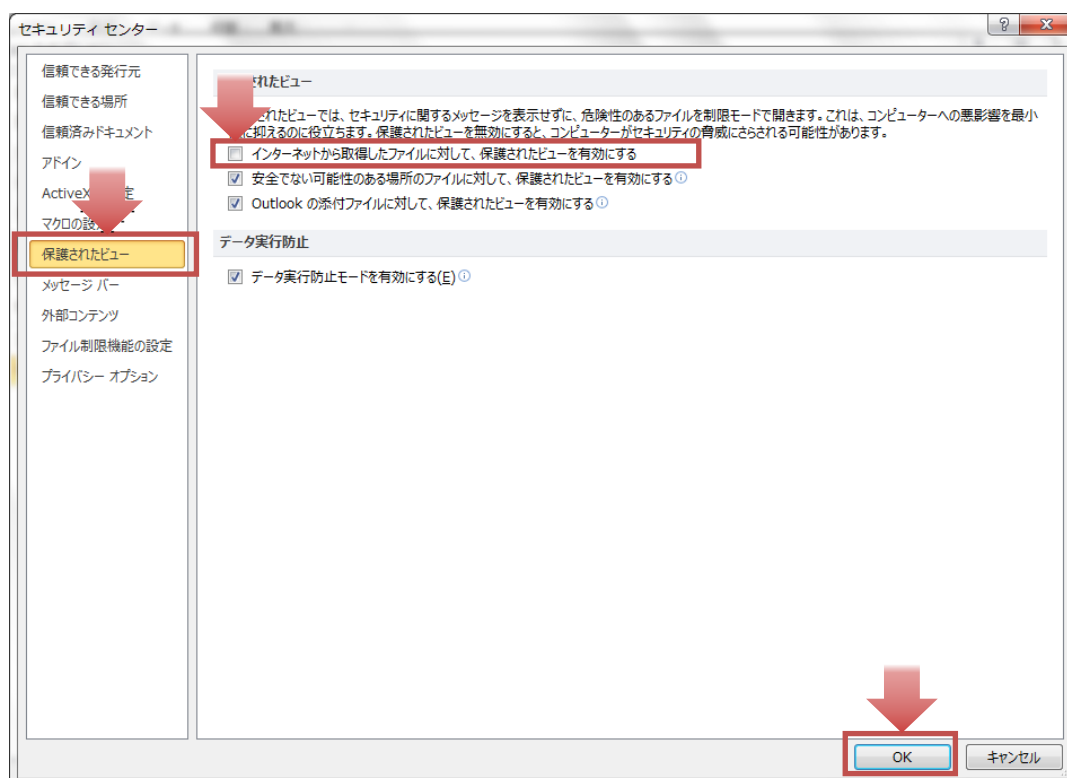 セキュリティ センター
信頼できる発行元
信頼できる場所
信頼済みドキュメント
アドイン
ActiveX 定
マクロの設
保護されたビュー
メッセージ バー
外部コンテンツ
ファイル制限機能の設定
プライバシー オプション
されたビュー
されたビューでは、セキュリティに関するメッセージを表示せずに、危険性のあるファイルを制限モードで開きます。これは、コンピューターへの悪影響を最小
に抑えるのに役立ちます。保護されたビューを無効にすると、コンピューターがセキュリティの脅威にさらされる可能性があります。
インターネットから取得したファイルに対して、保護されたビューを有効にする
安全でない可能性のある場所のファイルに対して、保護されたビューを有効にする
Outlook の添付ファイルに対して、保護されたビューを有効にする
データ実行防止
データ実行防止モードを有効にする(E)
OK
キャンセル